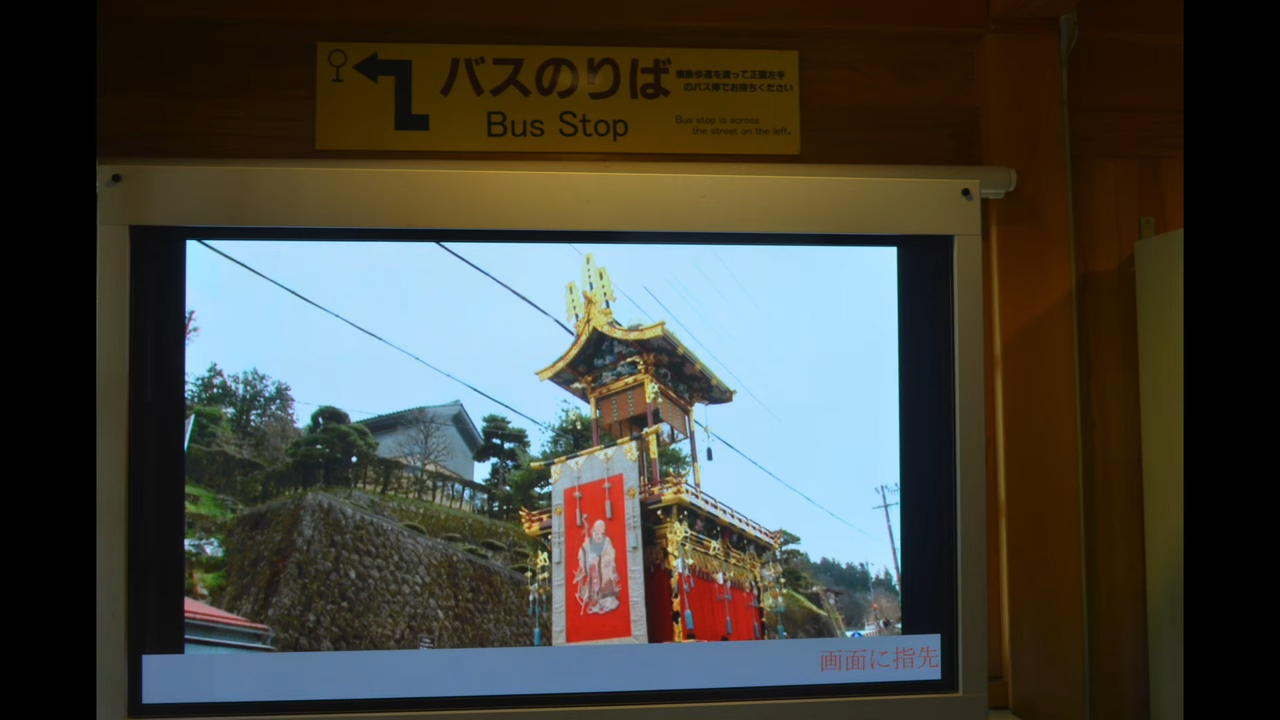 バスのりば
Bus Stop
横断歩道を渡って正面左手
のバス停でお待ちください
Bus stop is across
the street on the left.
画面に指先